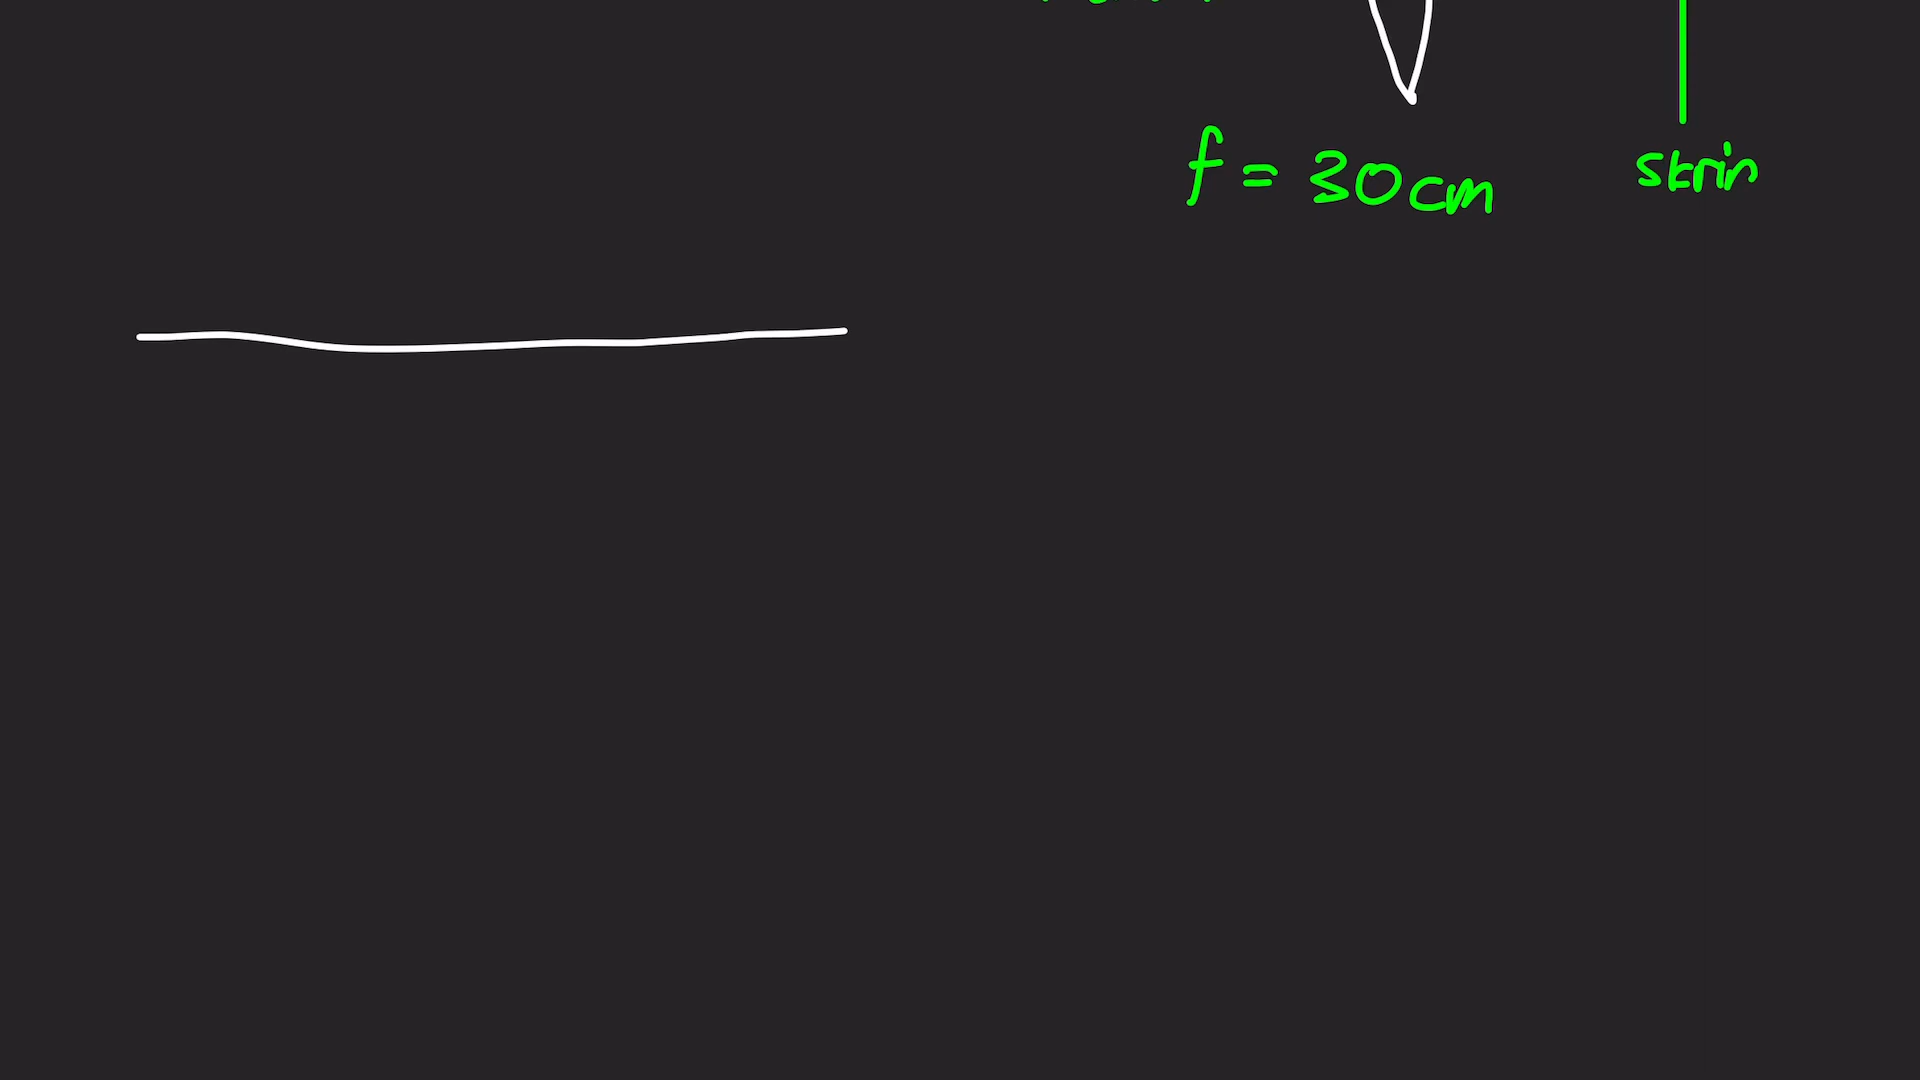 f = 30cm
skrin